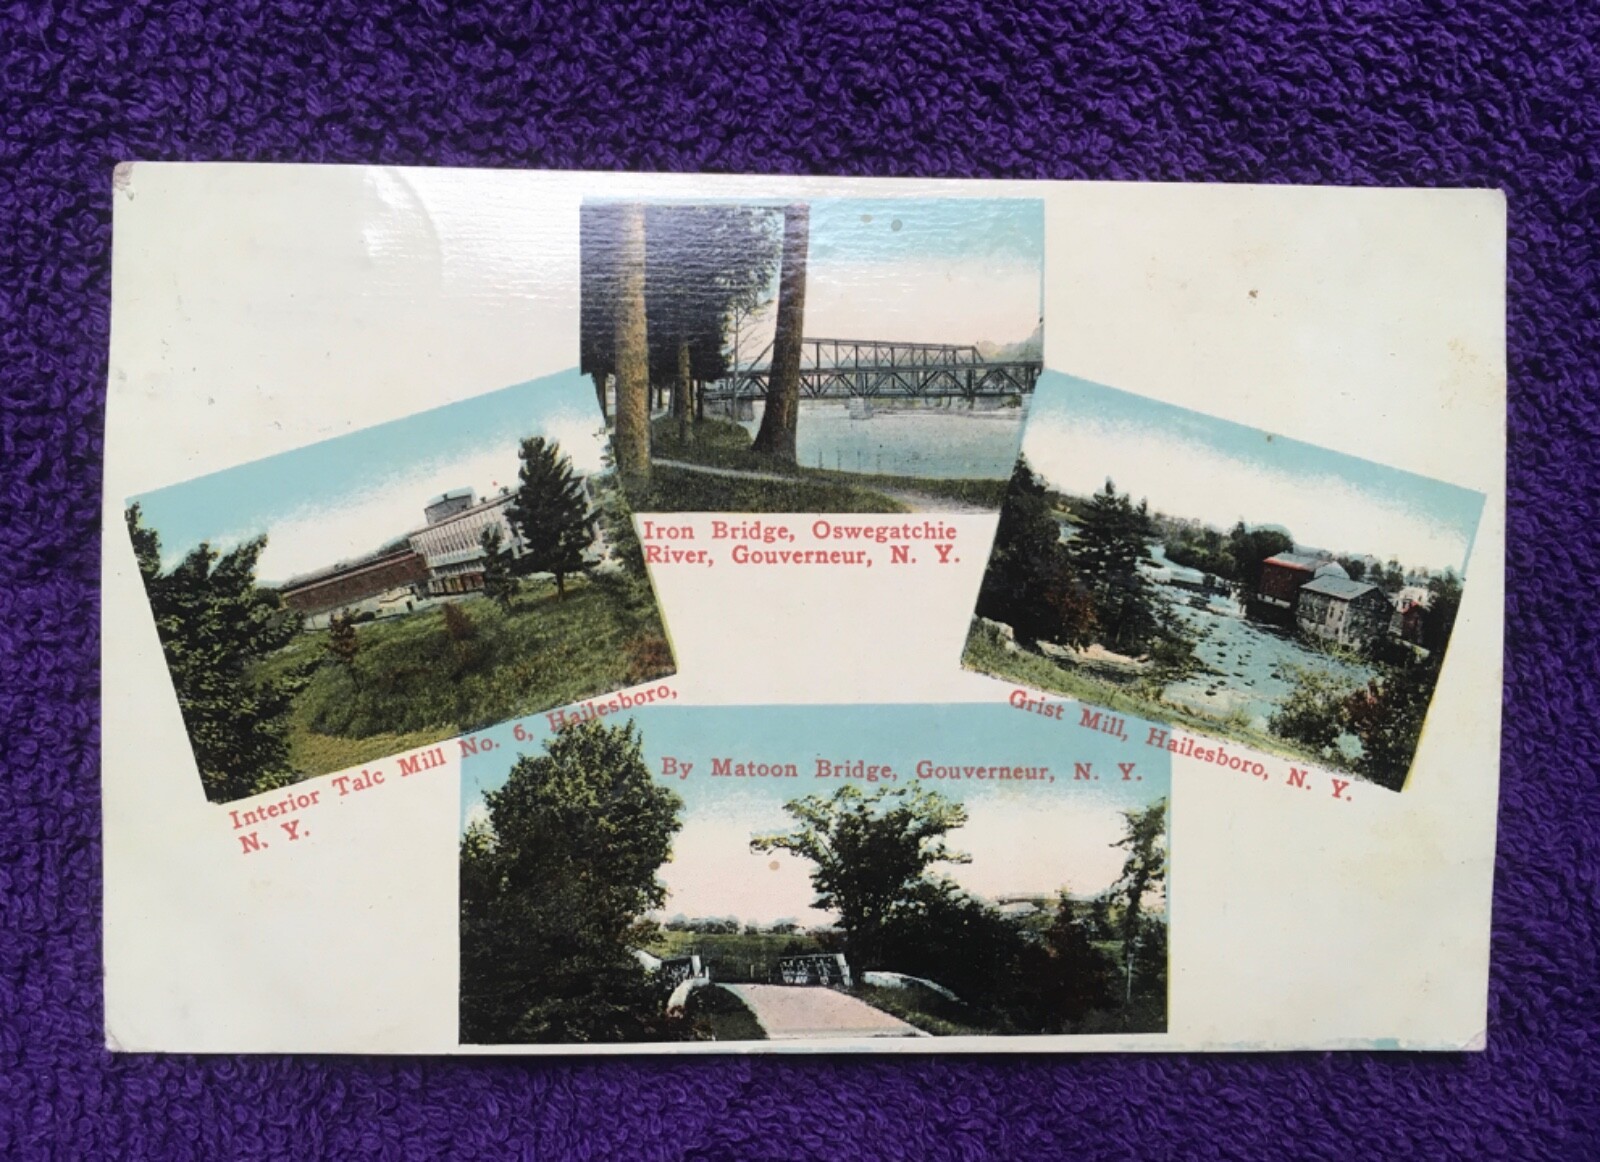 Iron Bridge, Oswegatchie
River, Gouverneur, N. Y.
Interior Talc Mill No. 6, Hailesboro,
N. Y.
Grist Mill, Hailesboro, N. Y.
By Matoon Bridge, Gouverneur, N. Y.